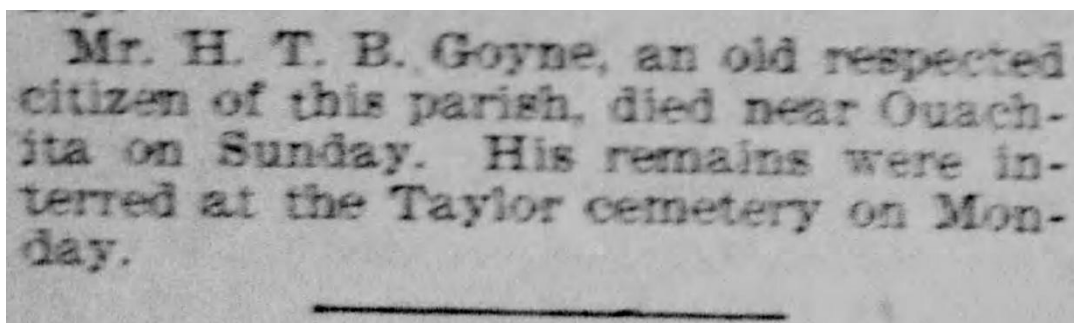 Mr. H. T. B. Goyne, an old respected
citizen of this parish, died near Ouach-
ita on Sunday. His remains were in-
terred at the Taylor cemetery on Mon-
day.